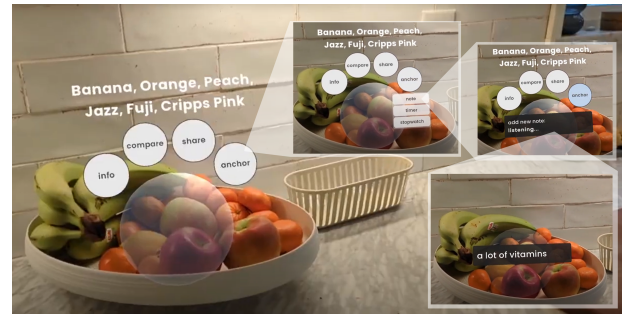 Banana, Orange, Peach,
Jazz, Fuji, Cripps Pink
info
compare
share
anchor
Banana, Orange, Peach,
Jazz, Fuji, Cripps Pink
info
compare
share
anchor
note
timer
stopwatch
Banana, Orange, Peach,
Jazz, Fuji, Cripps Pink
info
compare
share
anchor
add new note:
listening...
a lot of vitamins